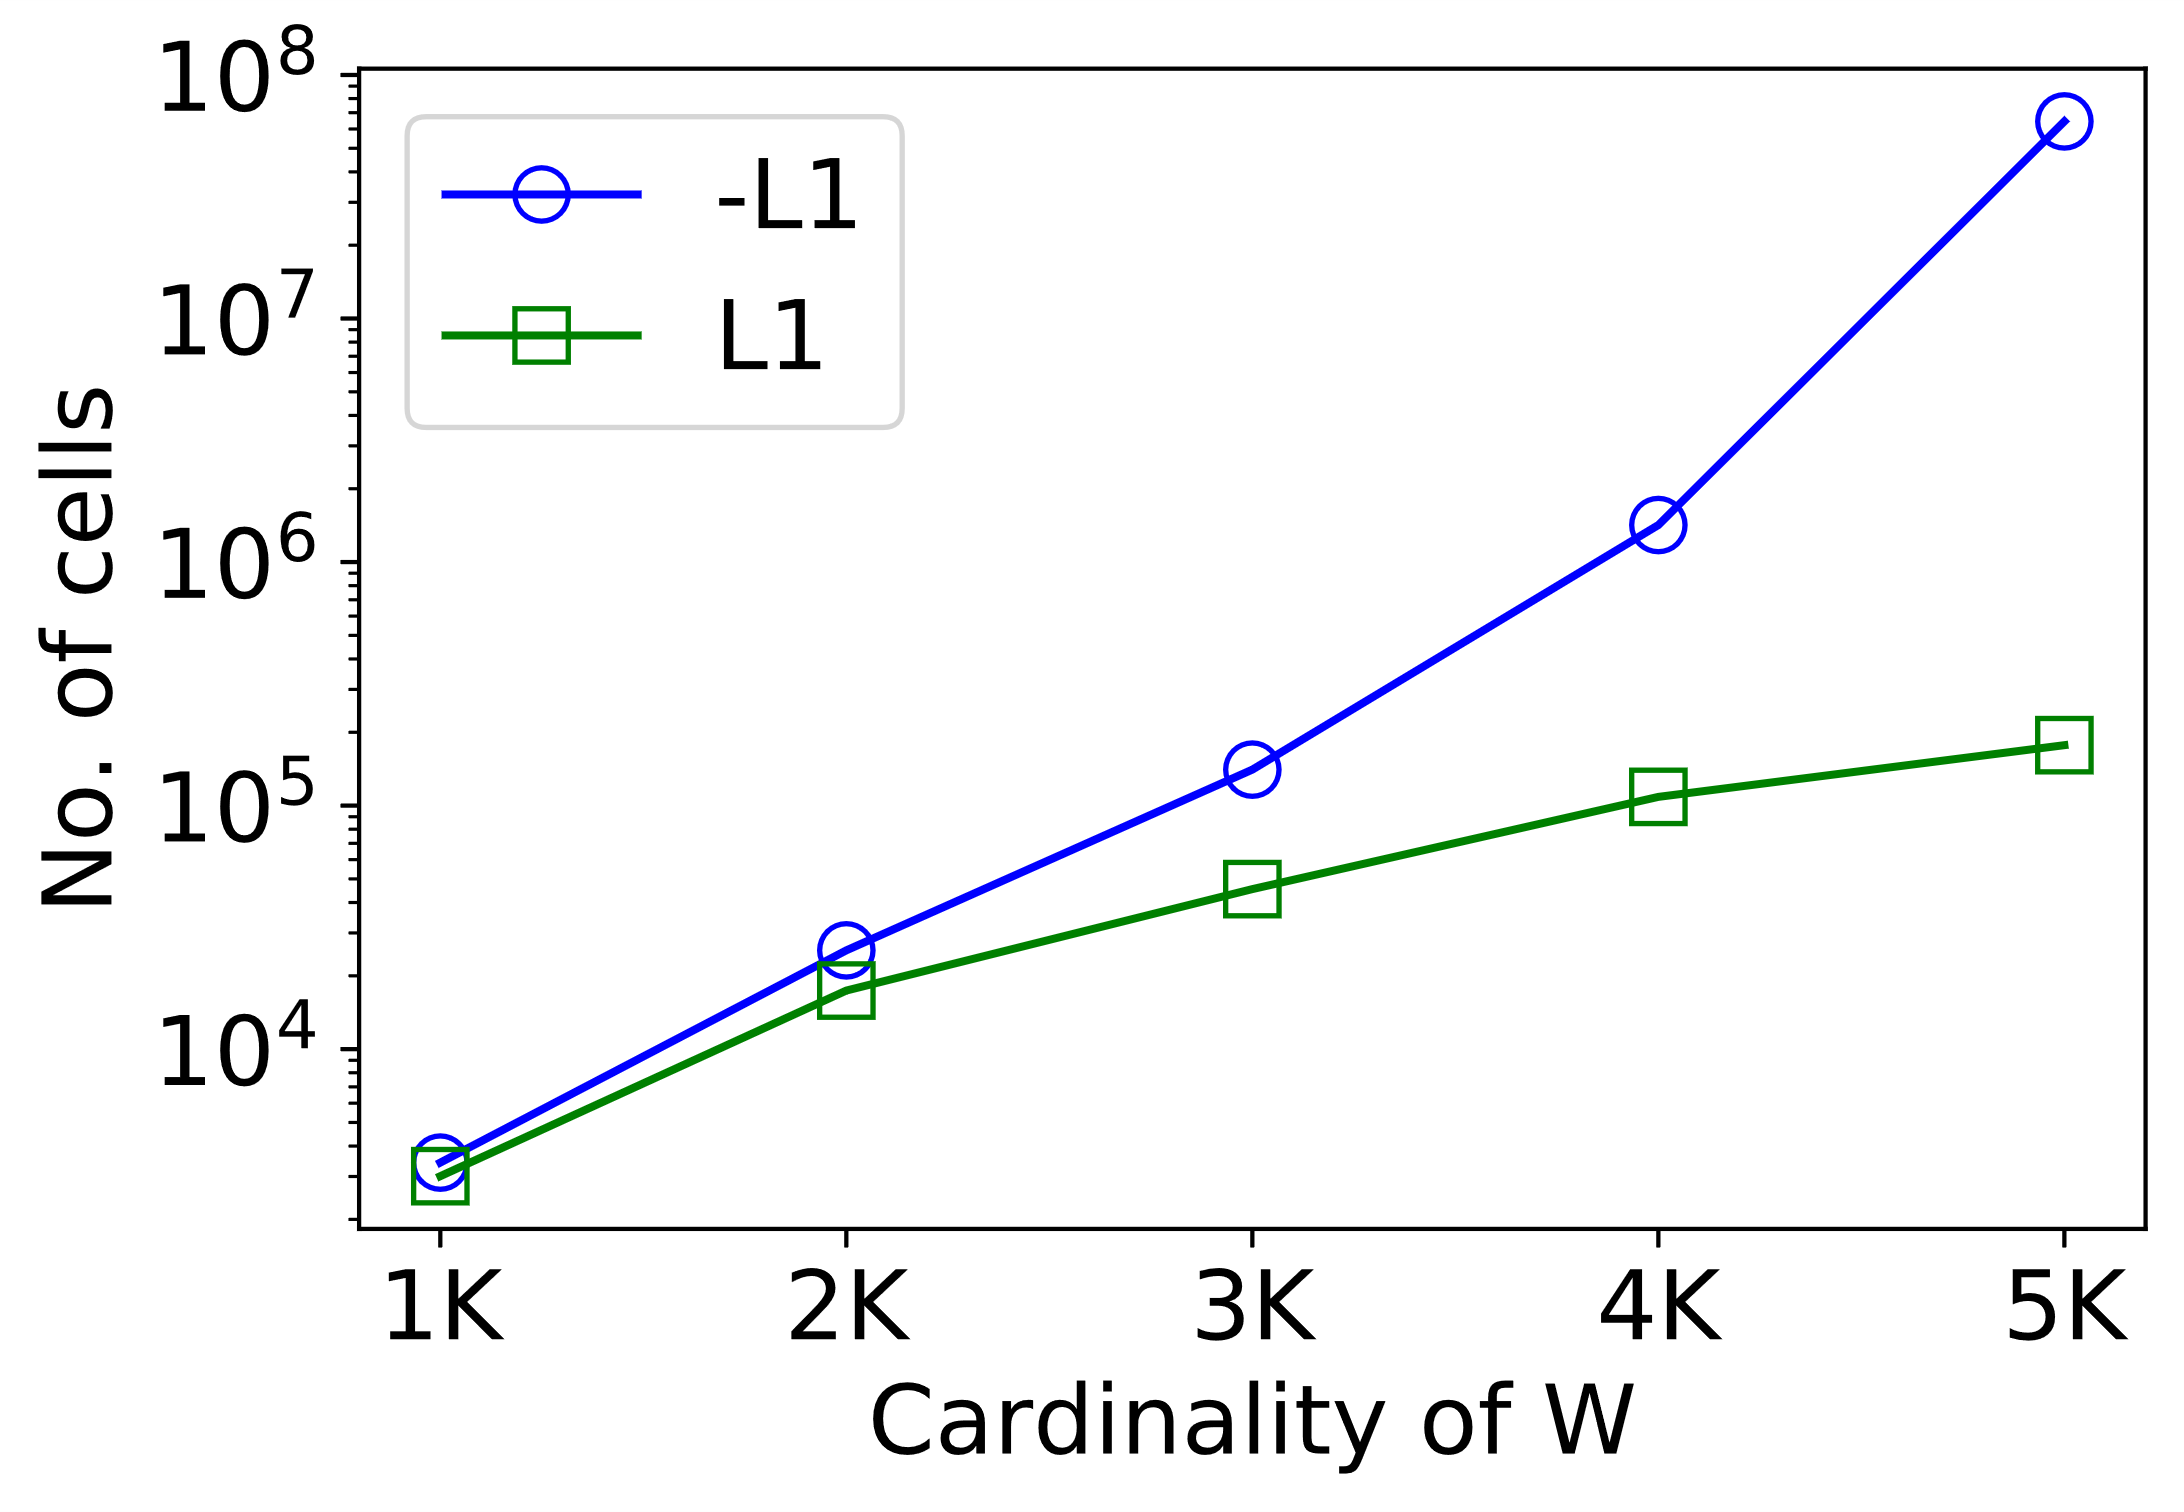 10^8
10^7
10^6
10^5
10^4
No. of cells
-L1
L1
1K 2K 3K 4K 5K
Cardinality of W